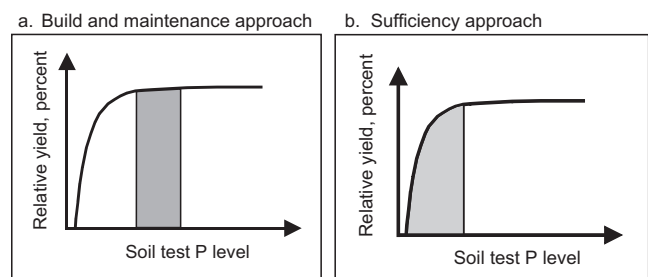 a. Build and maintenance approach
Relative yield, percent
Soil test P level
b. Sufficiency approach
Relative yield, percent
Soil test P level